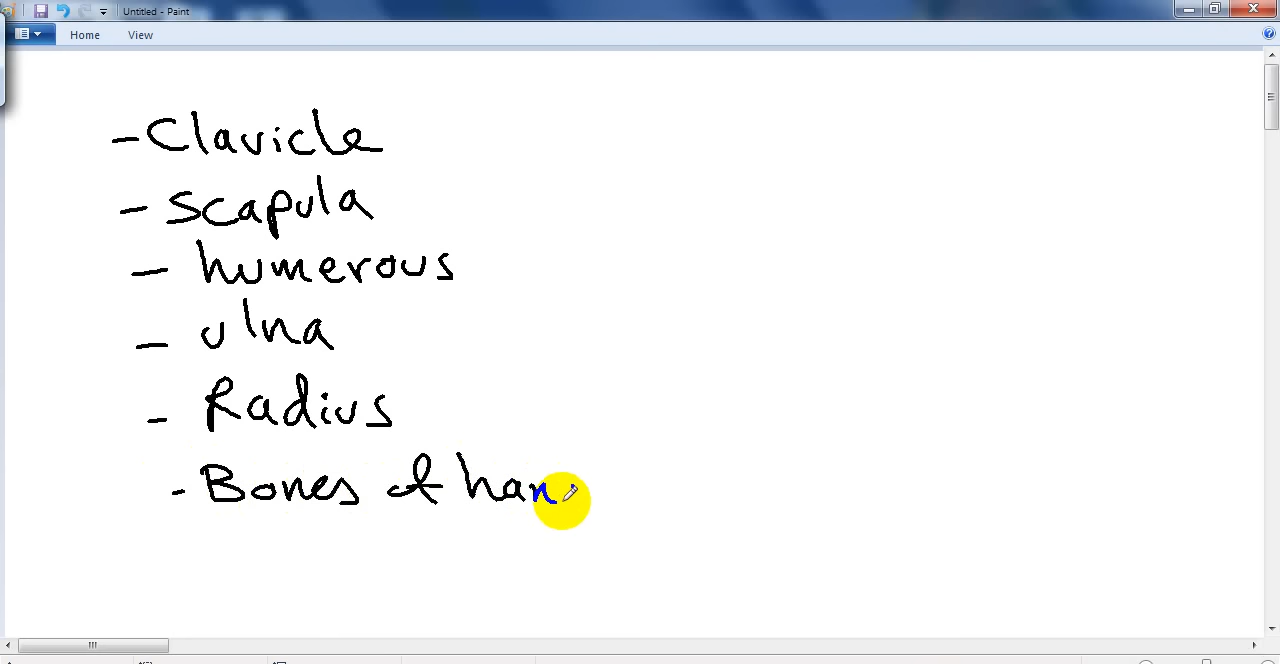 Untitled - Paint
Home View
- Clavicle
- Scapula
- humerous
- ulna
- Radius
- Bones of han